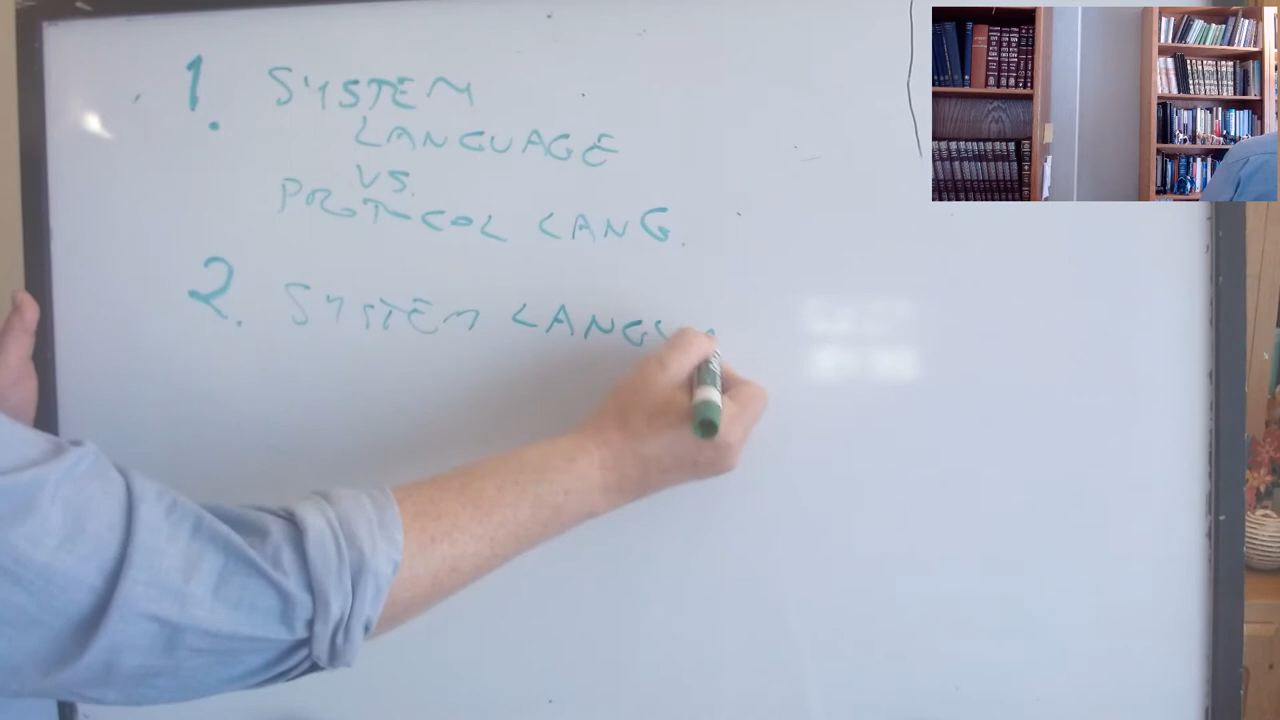 1. SYSTEM
LANGUAGE
VS.
PROTOCOL LANG.
2. SYSTEM LANGU